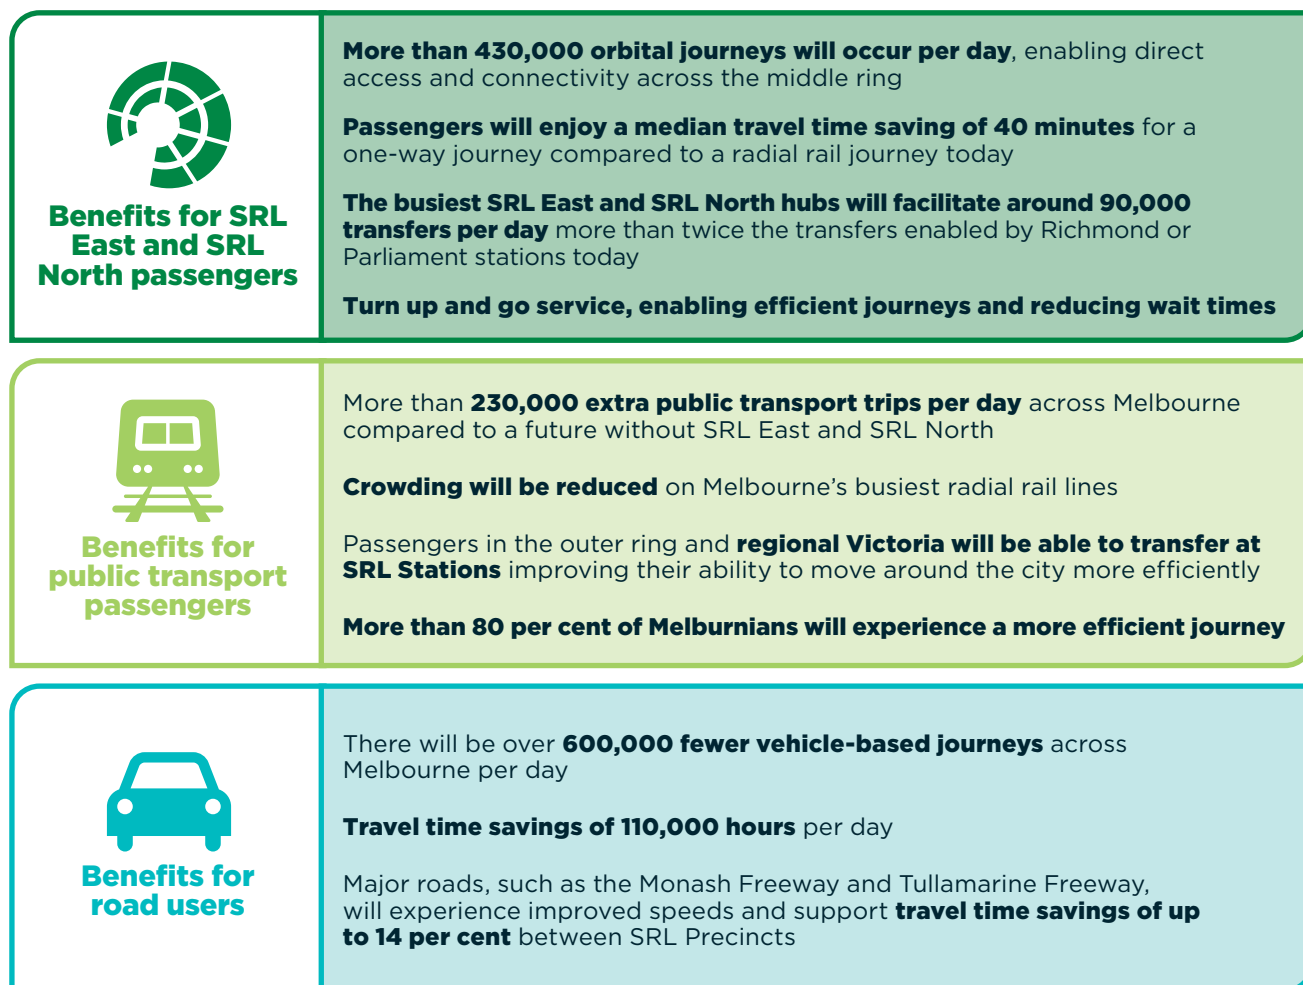 Benefits for SRL
East and SRL
North passengers
More than 430,000 orbital journeys will occur per day, enabling direct
access and connectivity across the middle ring
Passengers will enjoy a median travel time saving of 40 minutes for a
one-way journey compared to a radial rail journey today
The busiest SRL East and SRL North hubs will facilitate around 90,000
transfers per day more than twice the transfers enabled by Richmond or
Parliament stations today
Turn up and go service, enabling efficient journeys and reducing wait times
Benefits for
public transport
passengers
More than 230,000 extra public transport trips per day across Melbourne
compared to a future without SRL East and SRL North
Crowding will be reduced on Melbourne's busiest radial rail lines
Passengers in the outer ring and regional Victoria will be able to transfer at
SRL Stations improving their ability to move around the city more efficiently
More than 80 per cent of Melburnians will experience a more efficient journey
Benefits for
road users
There will be over 600,000 fewer vehicle-based journeys across
Melbourne per day
Travel time savings of 110,000 hours per day
Major roads, such as the Monash Freeway and Tullamarine Freeway,
will experience improved speeds and support travel time savings of up
to 14 per cent between SRL Precincts